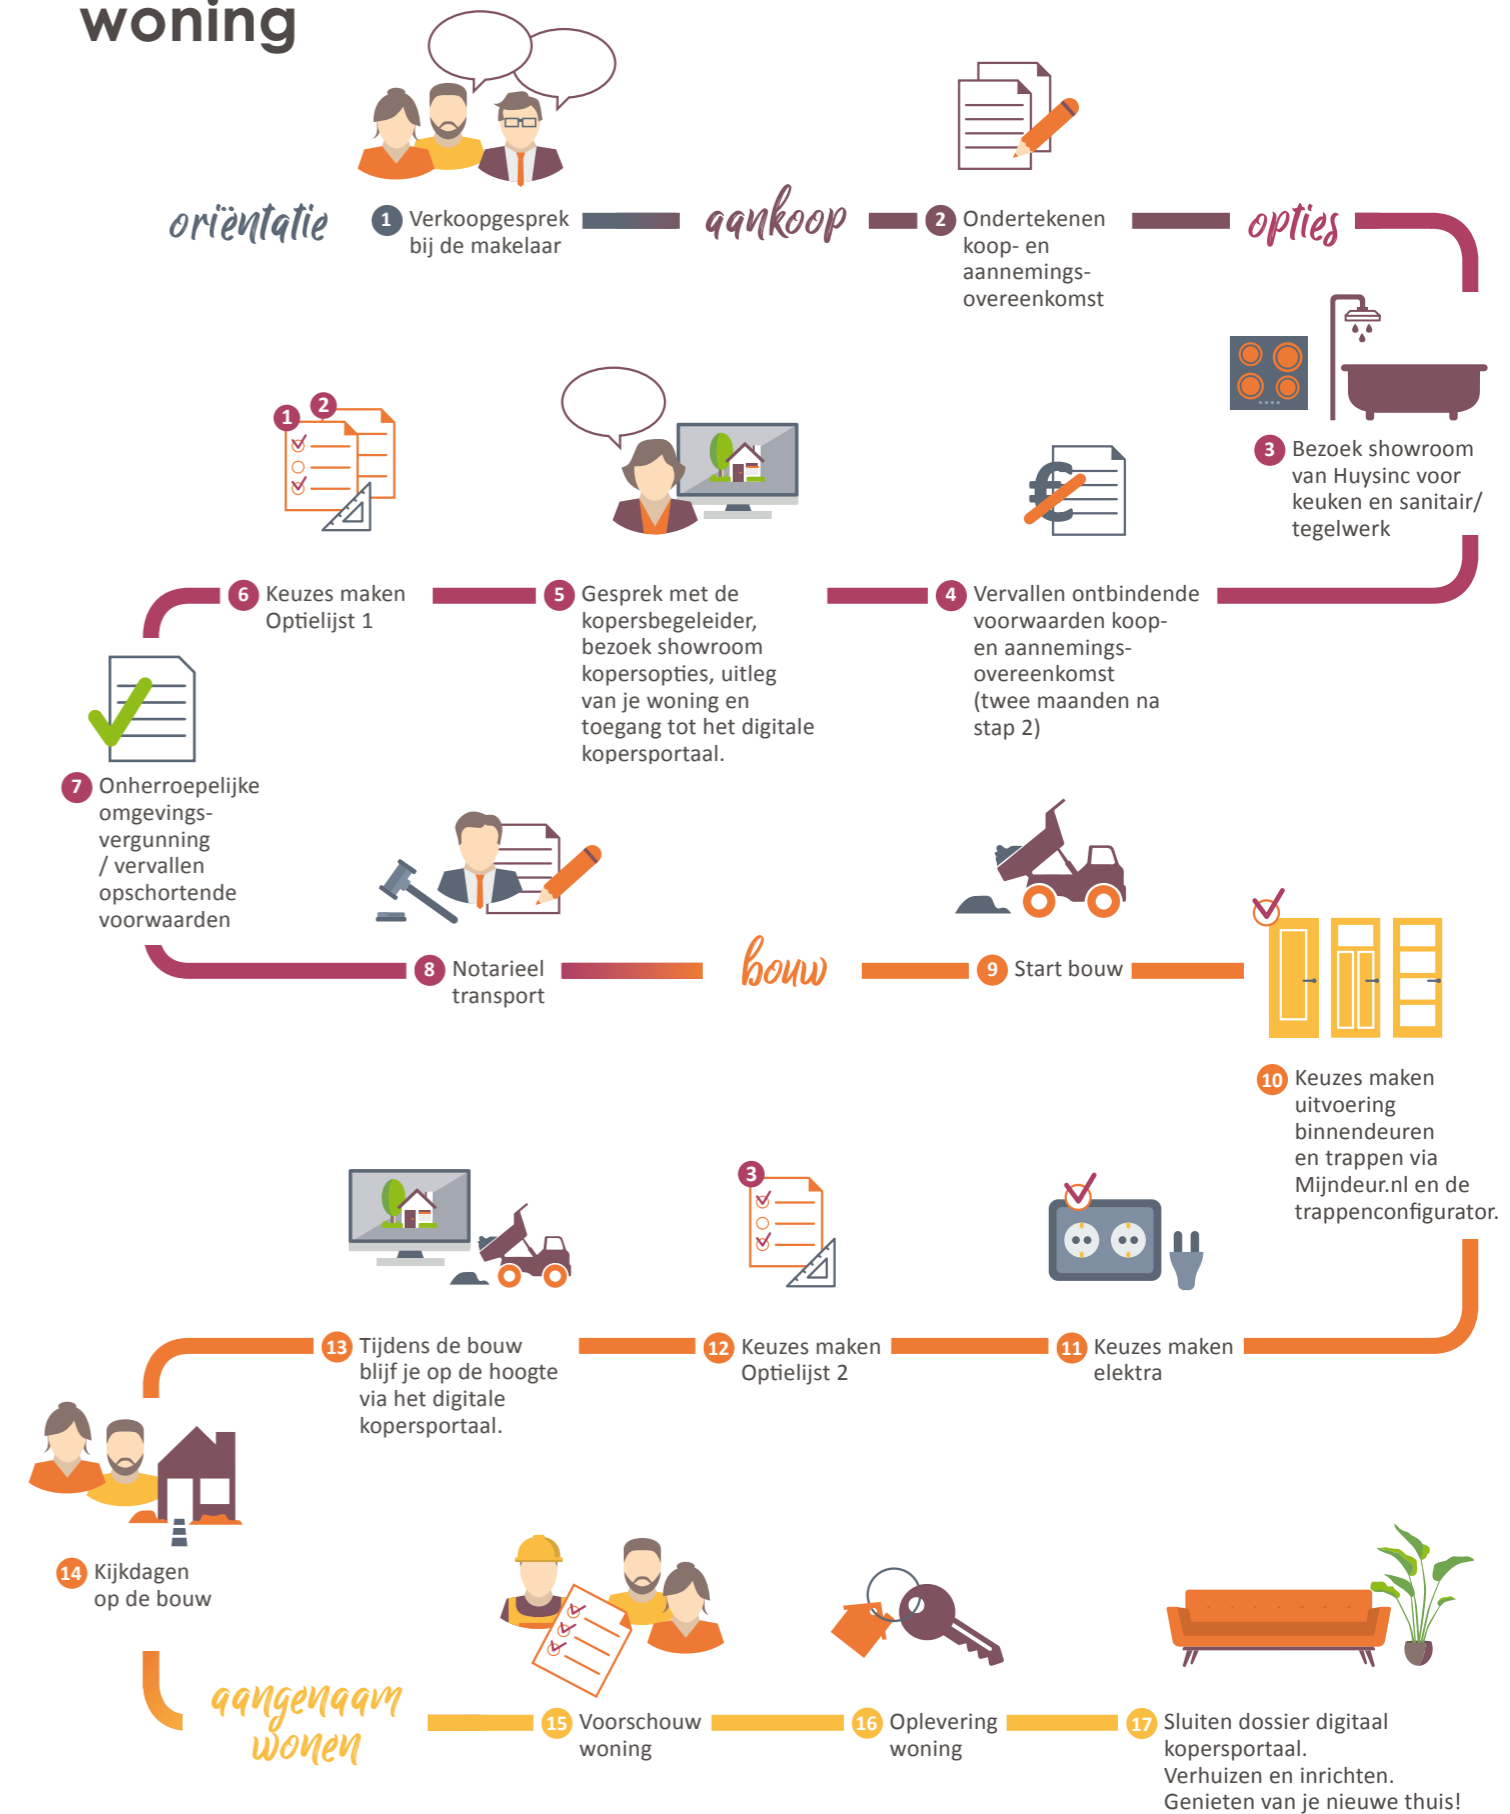 woning
oriëntatie
1 Verkoopgesprek
bij de makelaar
aankoop
2 Ondertekenen
koop- en
aannemings-
overeenkomst
opties
3 Bezoek showroom
van Huysinc voor
keuken en sanitair/
tegelwerk
4 Vervallen ontbindende
voorwaarden koop-
en aannemings-
overeenkomst
(twee maanden na
stap 2)
€
5 Gesprek met de
kopersbegeleider,
bezoek showroom
kopersopties, uitleg
van je woning en
toegang tot het digitale
kopersportaal.
1 2
6 Keuzes maken
Optielijst 1
7 Onherroepelijke
omgevings-
vergunning
/ vervallen
opschortende
voorwaarden
8 Notarieel
transport
bouw
9 Start bouw
10 Keuzes maken
uitvoering
binnendeuren
en trappen via
Mijndeur.nl en de
trappenconfigurator.
11 Keuzes maken
elektra
3
12 Keuzes maken
Optielijst 2
13 Tijdens de bouw
blijf je op de hoogte
via het digitale
kopersportaal.
14 Kijkdagen
op de bouw
aangenaam
wonen
15 Voorschouw
woning
16 Oplevering
woning
17 Sluiten dossier digitaal
kopersportaal.
Verhuizen en inrichten.
Genieten van je nieuwe thuis!